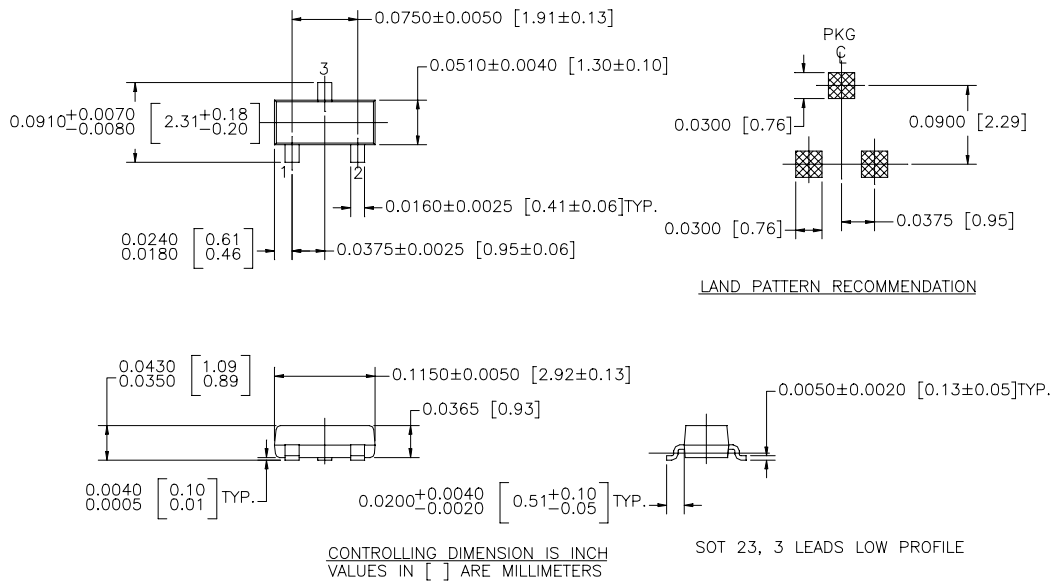 0.0750±0.0050 [1.91±0.13]
3
0.0510±0.0040 [1.30±0.10]
0.0910+0.0070
-0.0080 [2.31+0.18
-0.20]
1
2
0.0160±0.0025 [0.41±0.06]TYP.
0.0240 [0.61
0.0180 0.46]
0.0375±0.0025 [0.95±0.06]
PKG
CL
0.0300 [0.76]
0.0900 [2.29]
0.0300 [0.76]
0.0375 [0.95]
LAND PATTERN RECOMMENDATION
0.0430 [1.09
0.0350 0.89]
0.1150±0.0050 [2.92±0.13]
0.0365 [0.93]
0.0040 [0.10
0.0005 0.01] TYP.
0.0050±0.0020 [0.13±0.05]TYP.
0.0200+0.0040
-0.0020 [0.51+0.10
-0.05] TYP.
SOT 23, 3 LEADS LOW PROFILE
CONTROLLING DIMENSION IS INCH
VALUES IN [ ] ARE MILLIMETERS